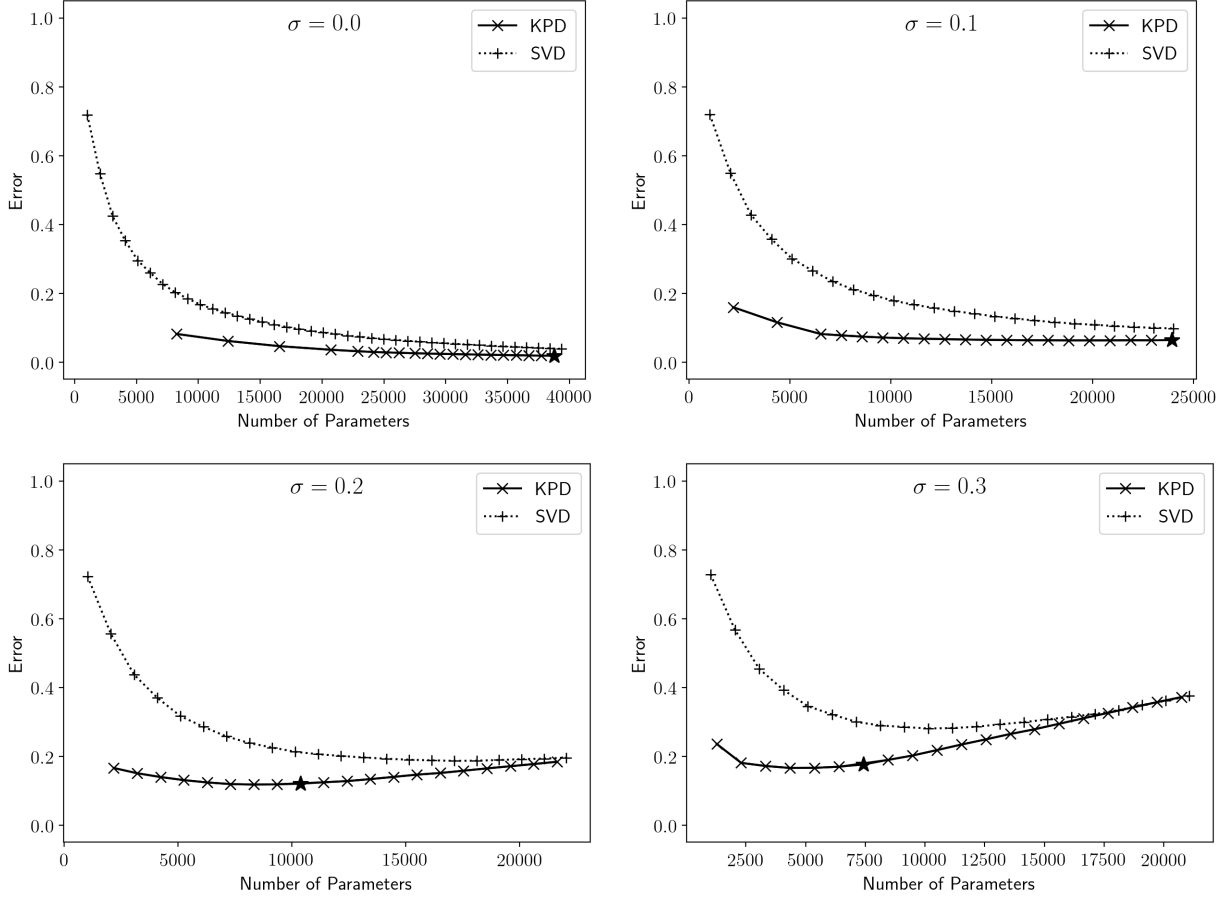 σ = 0.0
KPD
SVD
1.0
0.8
0.6
0.4
0.2
0.0
Error
0 5000 10000 15000 20000 25000 30000 35000 40000
Number of Parameters
σ = 0.1
KPD
SVD
1.0
0.8
0.6
0.4
0.2
0.0
Error
0 5000 10000 15000 20000 25000
Number of Parameters
σ = 0.2
KPD
SVD
1.0
0.8
0.6
0.4
0.2
0.0
Error
0 5000 10000 15000 20000
Number of Parameters
σ = 0.3
KPD
SVD
1.0
0.8
0.6
0.4
0.2
0.0
Error
2500 5000 7500 10000 12500 15000 17500 20000
Number of Parameters